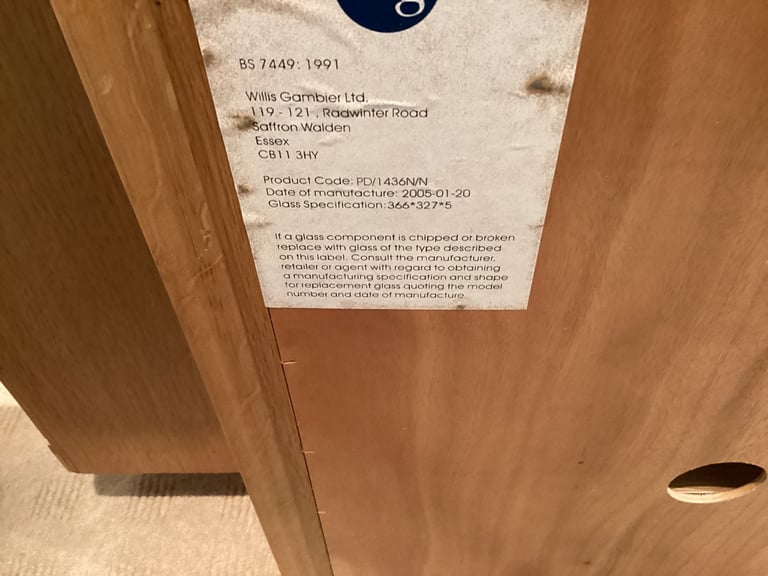 g
BS 7449: 1991
Willis Gambier Ltd.
119 - 121 , Radwinter Road
Saffron Walden
Essex
CB11 3HY
Product Code: PD/1436N/N
Date of manufacture: 2005-01-20
Glass Specification:366*327*5
If a glass component is chipped or broken
replace with glass of the type described
on this label. Consult the manufacturer,
retailer or agent with regard to obtaining
a manufacturing specification and shape
for replacement glass quoting the model
number and date of manufacture.